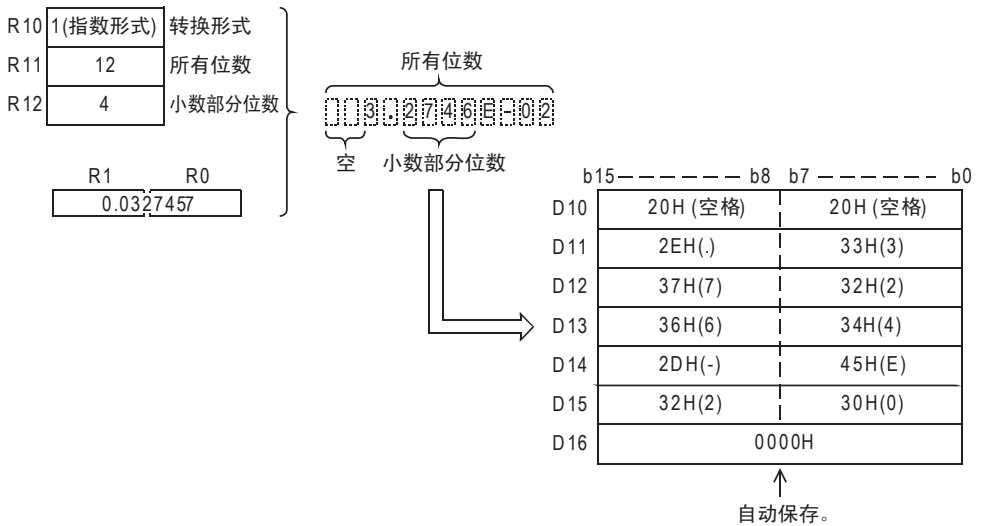 R10 1(指数形式) 转换形式
R11 12 所有位数
R12 4 小数部分位数
R1 R0
0.0327457
所有位数
3.2746E-02
空 小数部分位数
b15 b8 b7 b0
D10 20H(空格) 20H(空格)
D11 2EH(.) 33H(3)
D12 37H(7) 32H(2)
D13 36H(6) 34H(4)
D14 2DH(-) 45H(E)
D15 32H(2) 30H(0)
D16 0000H
自动保存。